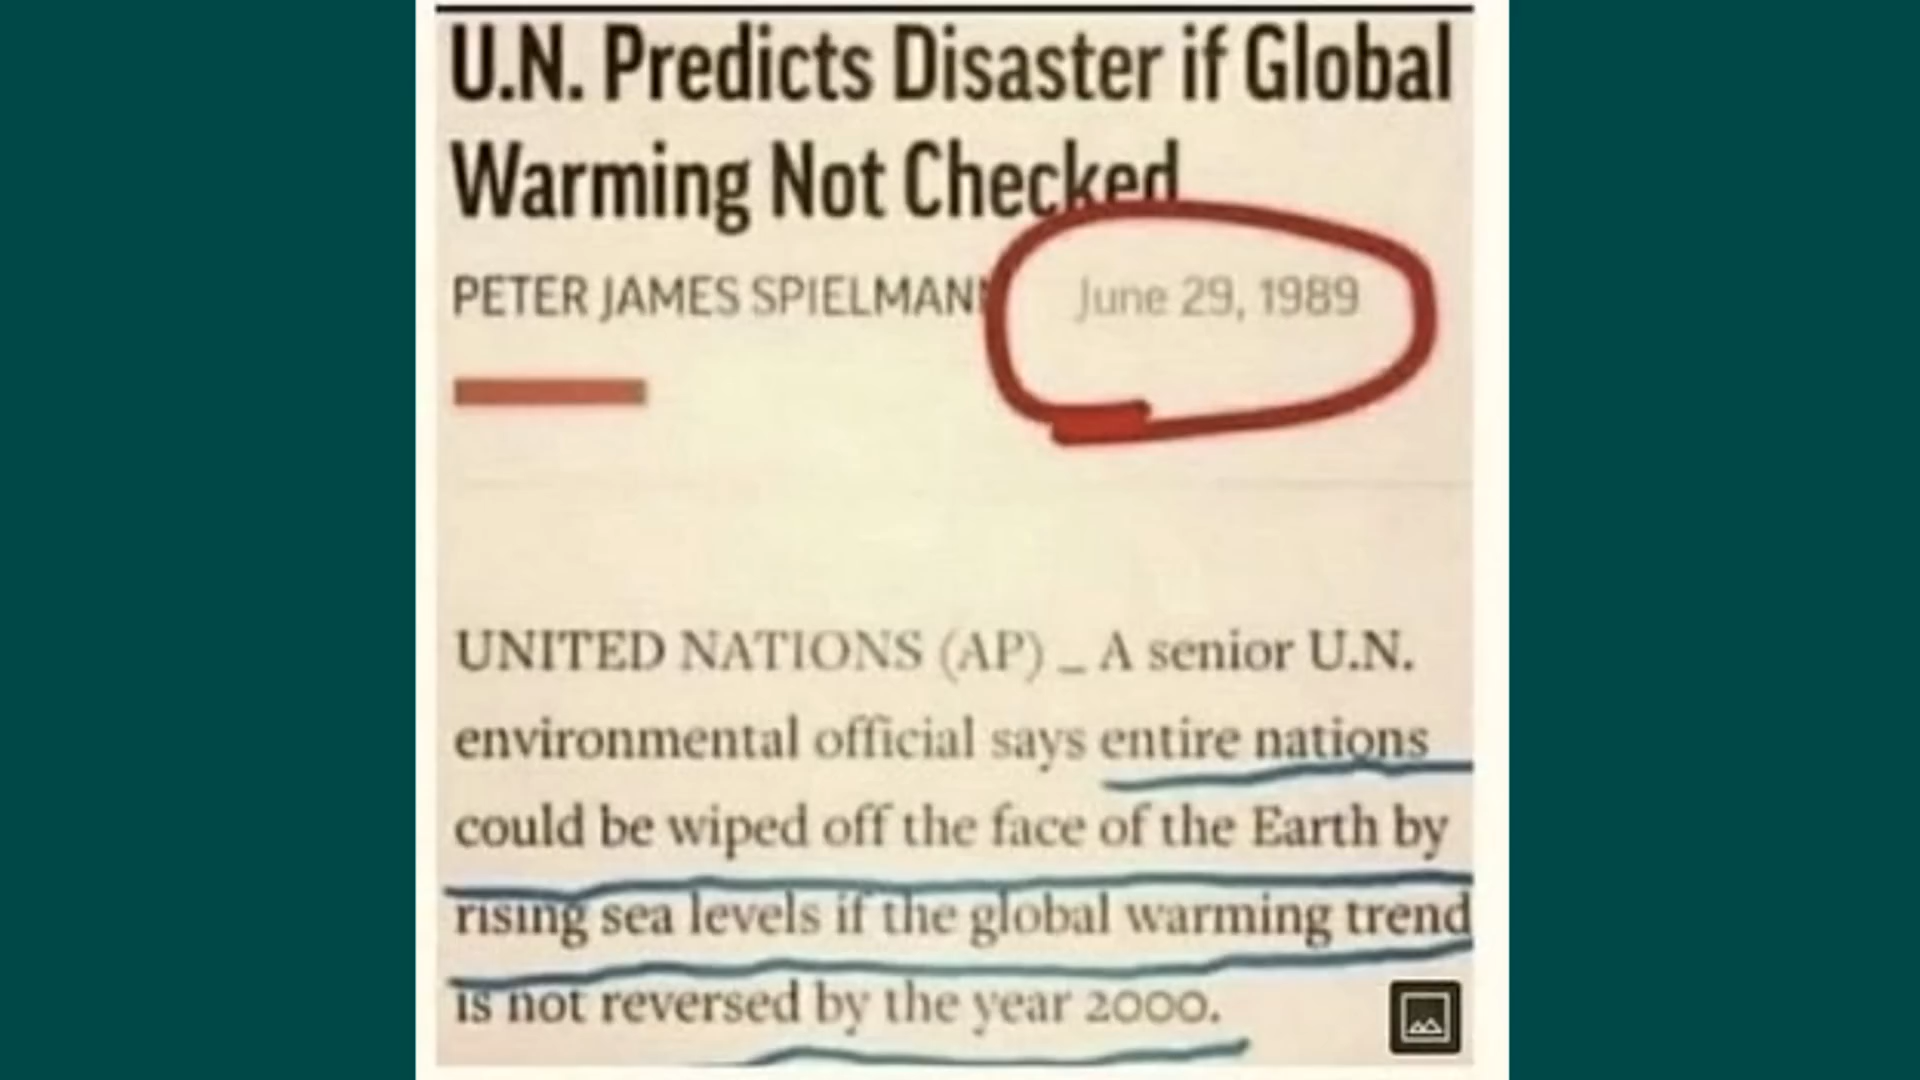 U.N. Predicts Disaster if Global
Warming Not Checked
PETER JAMES SPIELMANN June 29, 1989
UNITED NATIONS (AP) _ A senior U.N.
environmental official says entire nations
could be wiped off the face of the Earth by
rising sea levels if the global warming trend
is not reversed by the year 2000.